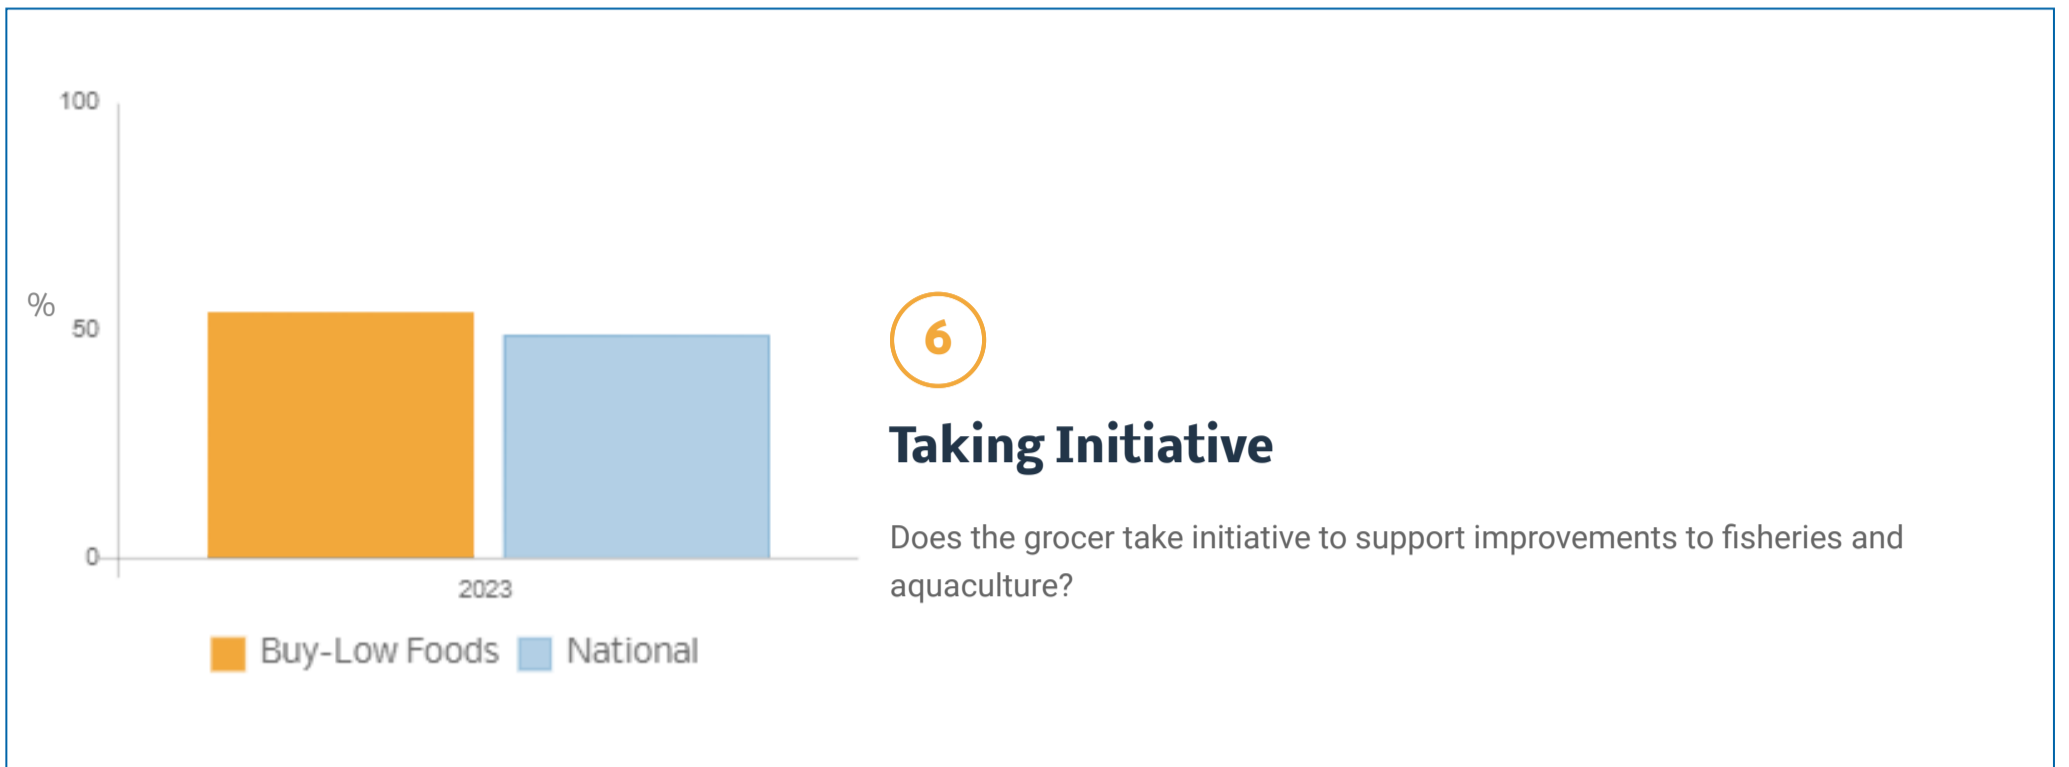 100
%
50
0
2023
Buy-Low Foods National
6
Taking Initiative
Does the grocer take initiative to support improvements to fisheries and
aquaculture?